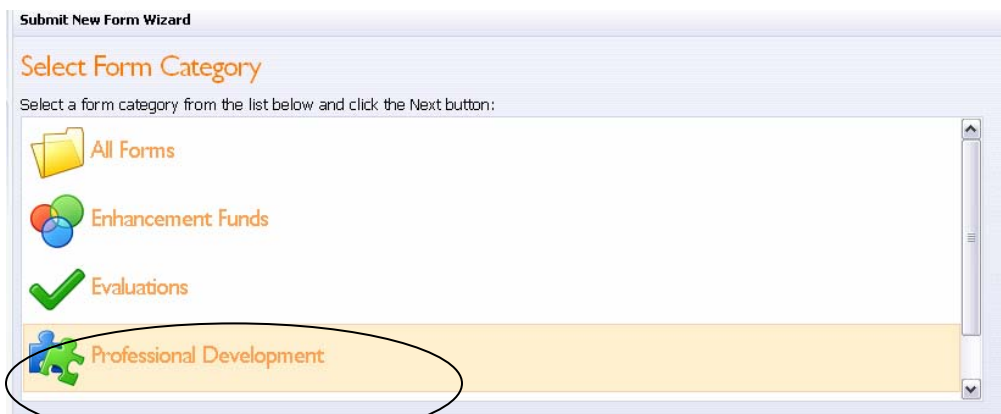 Submit New Form Wizard
Select Form Category
Select a form category from the list below and click the Next button:
All Forms
Enhancement Funds
Evaluations
Professional Development